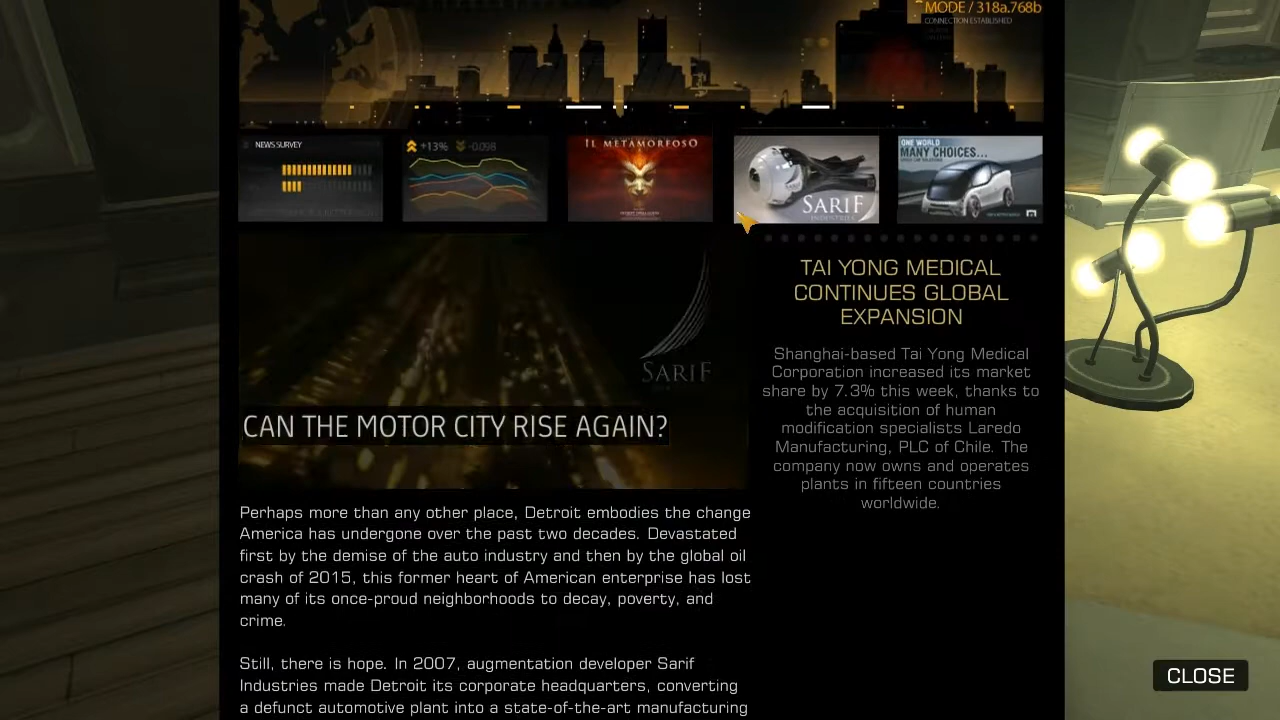 MODE / 318a.768b
CONNECTION ESTABLISHED
NEWS SURVEY
+13% -0.098
IL METAMORFOSO
SARIF
INDUSTRIES
ONE WORLD
MANY CHOICES...
SARIF
CAN THE MOTOR CITY RISE AGAIN?
Perhaps more than any other place, Detroit embodies the change
America has undergone over the past two decades. Devastated
first by the demise of the auto industry and then by the global oil
crash of 2015, this former heart of American enterprise has lost
many of its once-proud neighborhoods to decay, poverty, and
crime.
Still, there is hope. In 2007, augmentation developer Sarif
Industries made Detroit its corporate headquarters, converting
a defunct automotive plant into a state-of-the-art manufacturing
TAI YONG MEDICAL
CONTINUES GLOBAL
EXPANSION
Shanghai-based Tai Yong Medical
Corporation increased its market
share by 7.3% this week, thanks to
the acquisition of human
modification specialists Laredo
Manufacturing, PLC of Chile. The
company now owns and operates
plants in fifteen countries
worldwide.
CLOSE